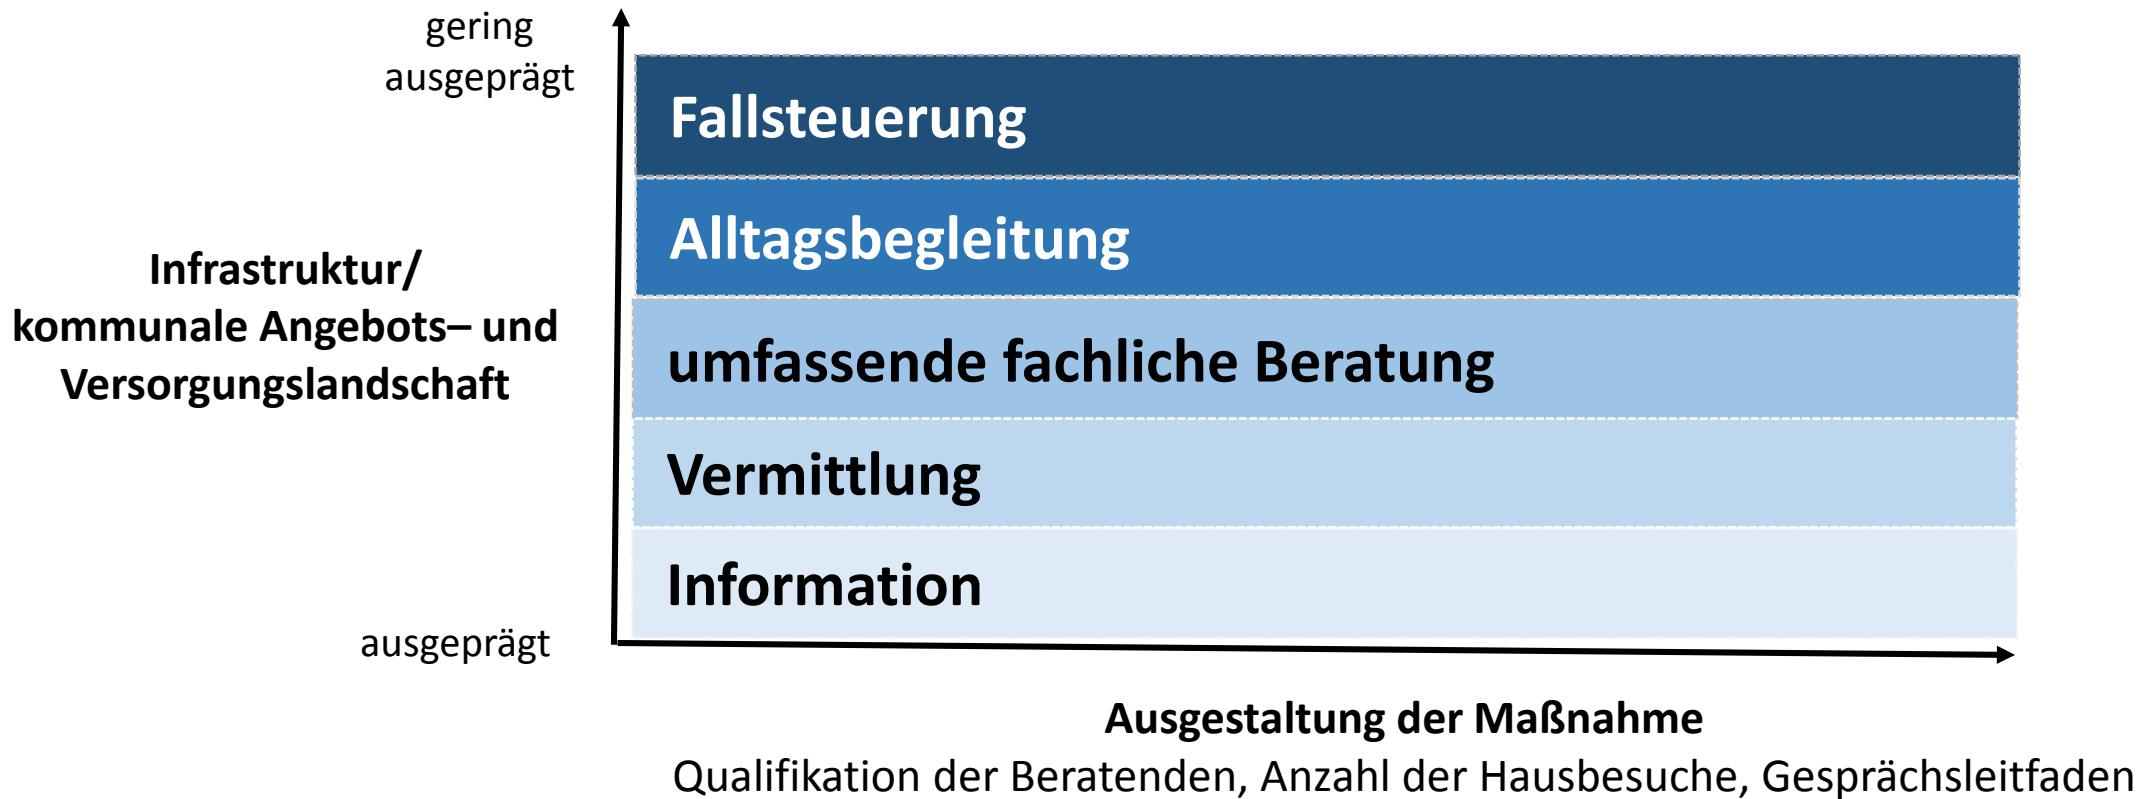 gering
ausgeprägt
Fallsteuerung
Alltagsbegleitung
Infrastruktur/
kommunale Angebots– und
Versorgungslandschaft
umfassende fachliche Beratung
Vermittlung
Information
ausgeprägt
Ausgestaltung der Maßnahme
Qualifikation der Beratenden, Anzahl der Hausbesuche, Gesprächsleitfaden